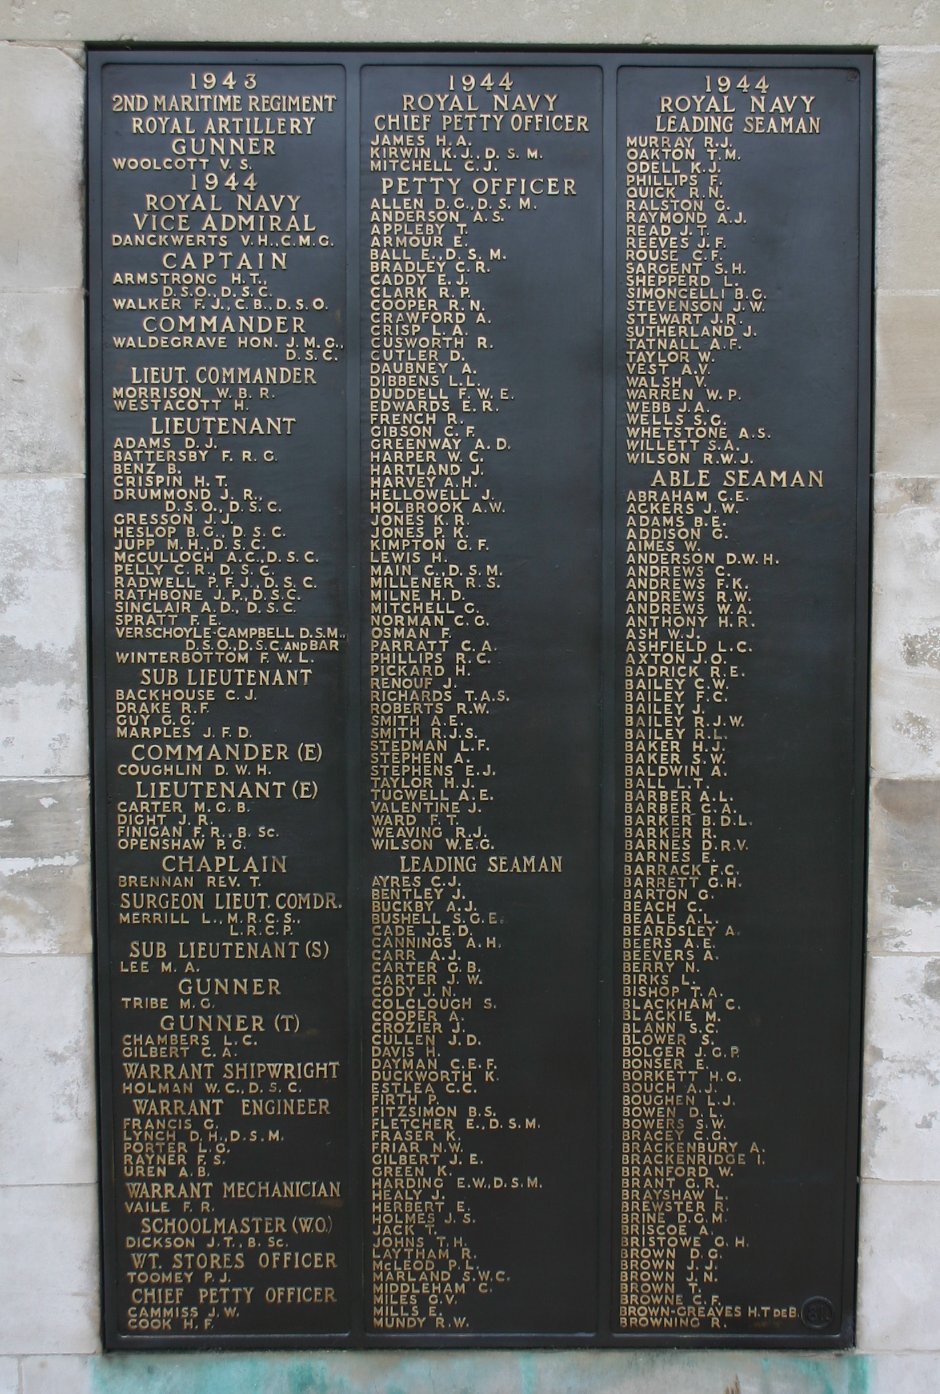 1943
2ND MARITIME REGIMENT
ROYAL ARTILLERY
GUNNER
WOOLCOTT V. S.
1944
ROYAL NAVY
VICE ADMIRAL
DANCKWERTS V.H., C.M.G.
CAPTAIN
ARMSTRONG H.T.,
D.S.O., D.S.C.
WALKER F.J., C.B., D.S.O.
COMMANDER
WALDEGRAVE HON. J.M.G.,
D.S.C.
LIEUT. COMMANDER
MORRISON W.B.R.
WESTACOTT H.
LIEUTENANT
ADAMS D.J.
BATTERSBY F.R.G.
BENZ B.
CRISPIN H.T.
DRUMMOND J.R.,
D.S.O., D.S.C.
GRESSON J.J.
HESLOP B.G., D.S.C.
JUPP M.H., D.S.C.
McCULLOCH A.C., D.S.C.
PELLY C.R., D.S.C.
RADWELL P.F.J., D.S.C.
RATHBONE J.P., D.S.C.
SINCLAIR A.D., D.S.C.
SPRATT F.E.
VERSCHOYLE-CAMPBELL D.S.M.,
D.S.O., D.S.C. AND BAR
WINTERBOTTOM F.W.L.
SUB LIEUTENANT
BACKHOUSE C.J.
DRAKE R.F.
GUY G.G.
MARPLES J.F.D.
COMMANDER (E)
COUGHLIN D.W.H.
LIEUTENANT (E)
CARTER M.G.B.
DIGHT J.R.
FINIGAN F.R., B.Sc.
OPENSHAW P.G.
CHAPLAIN
BRENNAN REV. T.
SURGEON LIEUT. COMDR.
MERRILL L., M.R.C.S.,
L.R.C.P.
SUB LIEUTENANT (S)
LEE M.A.
GUNNER
TRIBE M.G.
GUNNER (T)
CHAMBERS L.C.
GILBERT C.A.
WARRANT SHIPWRIGHT
HOLMAN W.C., D.S.C.
WARRANT ENGINEER
FRANCIS G.
LYNCH D.H., D.S.M.
PORTER L.G.
RAYNER F.S.
UREN A.B.
WARRANT MECHANICIAN
VAILE F.R.
SCHOOLMASTER (W.O.)
DICKSON J.T., B.Sc.
WT. STORES OFFICER
TOOMEY P.J.
CHIEF PETTY OFFICER
CAMMISS J.W.
COOK H.F.
1944
ROYAL NAVY
CHIEF PETTY OFFICER
JAMES H.A.
KIRWIN K.J., D.S.M.
MITCHELL C.J.
PETTY OFFICER
ALLEN D.G., D.S.M.
ANDERSON A.S.
APPLEBY T.
ARMOUR E.
BALL E., D.S.M.
BRADLEY C.R.
CADDY E.J.
CLARK R.P.
COOPER R.N.
CRAWFORD A.
CRISP L.A.
CUSWORTH R.
CUTLER D.
DAUBNEY A.
DIBBENS L.L.
DUDDELL F.W.E.
EDWARDS E.R.
FRENCH R.
GIBSON C.F.
GREENWAY A.D.
HARPER W.C.
HARTLAND J.
HARVEY A.H.
HELLOWELL J.
HOLBROOK A.W.
JONES K.R.
JONES P.K.
KIMPTON G.F.
LEWIS H.
MAIN C., D.S.M.
MILLENER R.S.
MILNE H.D.
MITCHELL G.
NORMAN C.G.
OSMAN F.
PARRATT C.A.
PHILLIPS R.C.
PICKARD H.
RENOUF J.
RICHARDS T.A.S.
ROBERTS R.W.
SMITH A.E.
SMITH R.J.S.
STEDMAN L.F.
STEPHEN A.
STEPHENS E.J.
TAYLOR H.J.
TUGWELL A.E.
VALENTINE J.
WARD F.T.
WEAVING R.J.
WILSON W.E.G.
LEADING SEAMAN
AYRES C.J.
BENTLEY J.
BUCKBY A.J.
BUSHELL S.G.E.
CADE J.E.D.
CANNINGS A.H.
CARR A.J.
CARTER G.B.
CARTER J.W.
CODY J.N.
COLCLOUGH S.
COOPER A.
CROZIER J.
CULLEN J.D.
DAVIS H.
DAYMAN C.E.F.
DUCKWORTH K.
ESTLEA C.C.
FIRTH P.
FITZSIMON B.S.
FLETCHER E., D.S.M.
FRASER K.
FRIAR N.W.
GILBERT J.E.
GREEN K.
HARDING E.W., D.S.M.
HEALY J.
HERBERT E.
HOLMES J.S.
JACK T.
JOHNS T.H.
LAYTHAM R.
McLEOD P.L.
MARLAND S.W.C.
MIDDLEHAM C.
MILES G.V.
MILLS E.
MUNDY R.W.
1944
ROYAL NAVY
LEADING SEAMAN
MURRAY R.J.
OAKTON T.M.
ODELL K.J.
PHILLIPS F.
QUICK R.N.
RALSTON G.
RAYMOND A.J.
READ J.T.
REEVES J.F.
ROUSE C.F.
SARGENT S.H.
SHEPPERD L.
SIMONCELLI B.G.
STEVENSON J.W.
STEWART J.R.
SUTHERLAND J.
TATNALL A.F.
TAYLOR W.
VEST A.V.
WALSH V.
WARREN W.P.
WEBB J.A.
WELLS S.G.
WHETSTONE A.S.
WILLETT S.A.
WILSON R.W.J.
ABLE SEAMAN
ABRAHAM C.E.
ACKERS J.W.
ADAMS B.E.
ADDISON G.
AIMES W.
ANDERSON D.W.H.
ANDREWS C.
ANDREWS F.K.
ANDREWS R.W.
ANDREWS W.A.
ANTHONY H.R.
ASH W.J.
ASHFIELD L.C.
AXTON J.O.
BADRICK R.E.
BAILEY C.W.
BAILEY F.C.
BAILEY J.
BAILEY R.J.W.
BAILEY R.L.
BAKER H.J.
BAKER S.W.
BALDWIN A.
BALL L.T.
BARBER A.L.
BARBER C.A.
BARKER B.D.L.
BARKER R.
BARNES D.R.V.
BARNES E.
BARRACK F.C.
BARRETT G.H.
BARTON G.
BEACH C.
BEALE A.L.
BEARDSLEY A.
BEERS A.E.
BEEVERS A.
BERRY N.
BIRKS L.
BISHOP T.A.
BLACKHAM C.
BLACKIE M.
BLANN S.C.
BLOWER S.
BOLGER J.G.P.
BONSER E.
BORKETT H.G.
BOUCH A.J.
BOUGHEN L.J.
BOWEN D.L.
BOWERS S.W.
BRACEY C.G.
BRACKENBURY A.
BRACKENRIDGE I.
BRANFORD W.
BRANT G.R.
BRAYSHAW L.
BREWSTER R.
BRINE D.G.M.
BRISCOE A.
BRISTOWE G.H.
BROWN D.G.
BROWN J.J.
BROWN J.N.
BROWN T.
BROWNE C.F.
BROWN-GREAVES H.T. DEB.
BROWNING R.